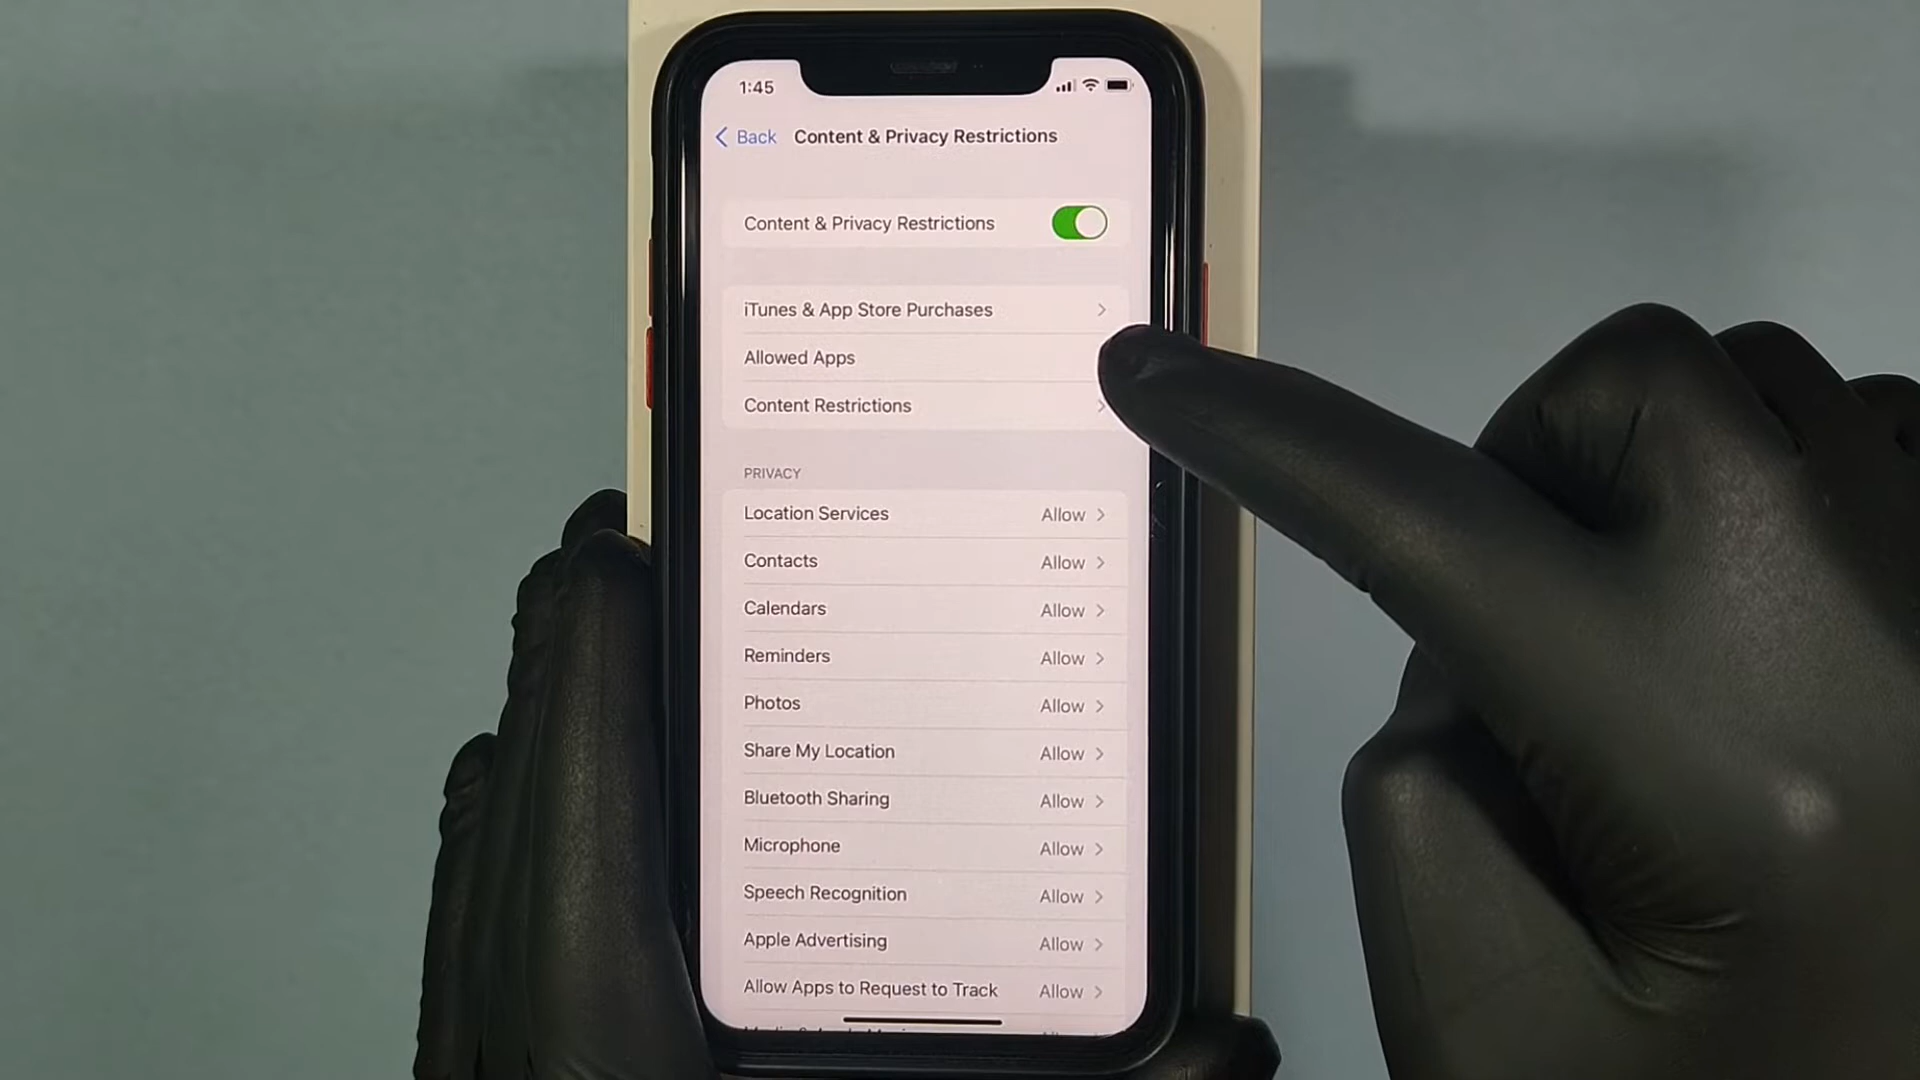 1:45
Back Content & Privacy Restrictions
Content & Privacy Restrictions
iTunes & App Store Purchases
Allowed Apps
Content Restrictions
PRIVACY
Location Services Allow
Contacts Allow
Calendars Allow
Reminders Allow
Photos Allow
Share My Location Allow
Bluetooth Sharing Allow
Microphone Allow
Speech Recognition Allow
Apple Advertising Allow
Allow Apps to Request to Track Allow